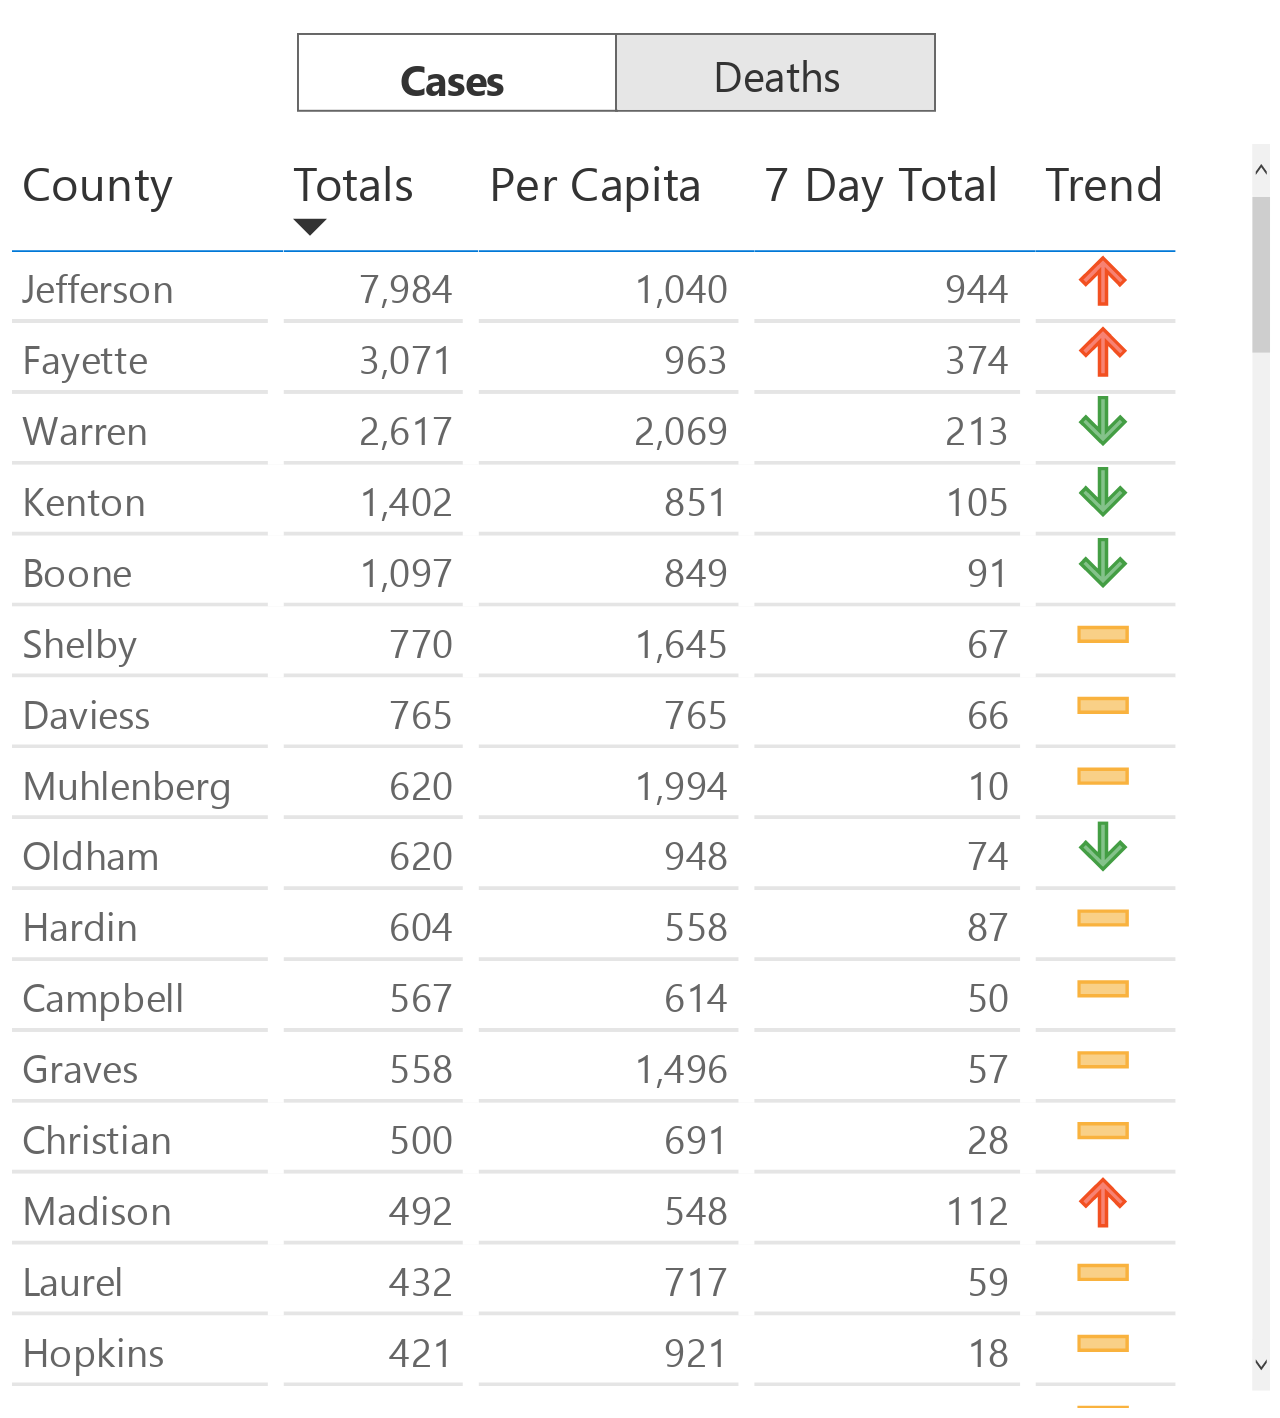 Cases Deaths
County Totals Per Capita 7 Day Total Trend
Jefferson 7,984 1,040 944
Fayette 3,071 963 374
Warren 2,617 2,069 213
Kenton 1,402 851 105
Boone 1,097 849 91
Shelby 770 1,645 67
Daviess 765 765 66
Muhlenberg 620 1,994 10
Oldham 620 948 74
Hardin 604 558 87
Campbell 567 614 50
Graves 558 1,496 57
Christian 500 691 28
Madison 492 548 112
Laurel 432 717 59
Hopkins 421 921 18